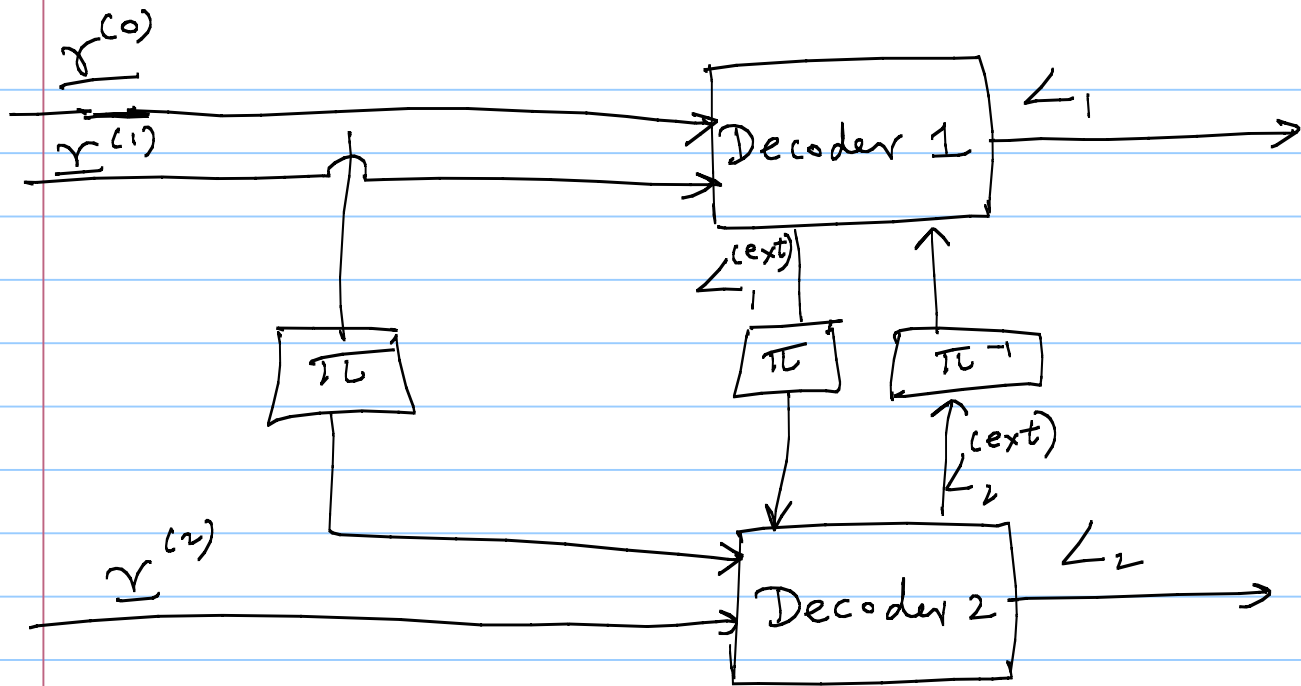 r^(0)
r^(1)
Decoder 1
L_1
L_1^(ext)
π
π
π^-1
L_2^(ext)
r^(2)
Decoder 2
L_2